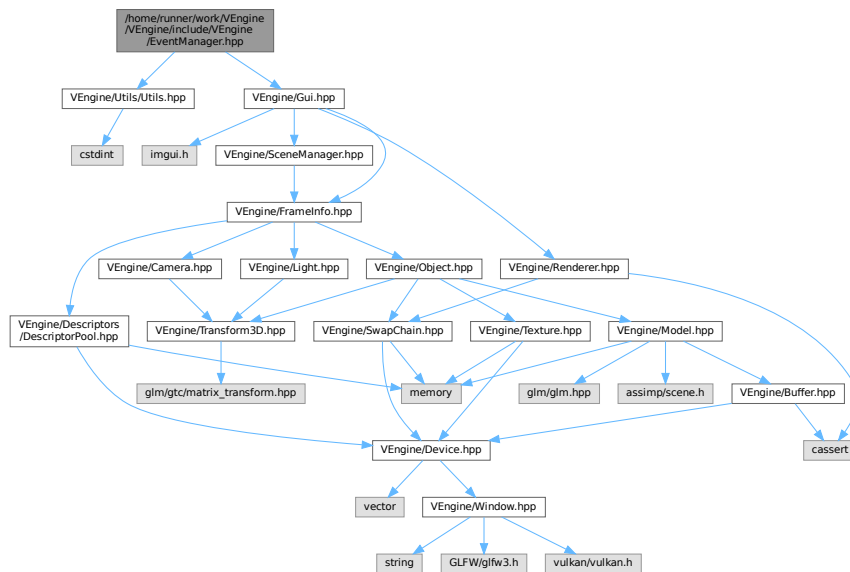 /home/runner/work/VEngine
/VEngine/include/VEngine
/EventManager.hpp
VEngine/Utils/Utils.hpp
VEngine/Gui.hpp
cstdint
imgui.h
VEngine/SceneManager.hpp
VEngine/FrameInfo.hpp
VEngine/Camera.hpp
VEngine/Light.hpp
VEngine/Object.hpp
VEngine/Renderer.hpp
VEngine/Descriptors
/DescriptorPool.hpp
VEngine/Transform3D.hpp
VEngine/SwapChain.hpp
VEngine/Texture.hpp
VEngine/Model.hpp
glm/gtc/matrix_transform.hpp
memory
glm/glm.hpp
assimp/scene.h
VEngine/Buffer.hpp
VEngine/Device.hpp
cassert
vector
VEngine/Window.hpp
string
GLFW/glfw3.h
vulkan/vulkan.h